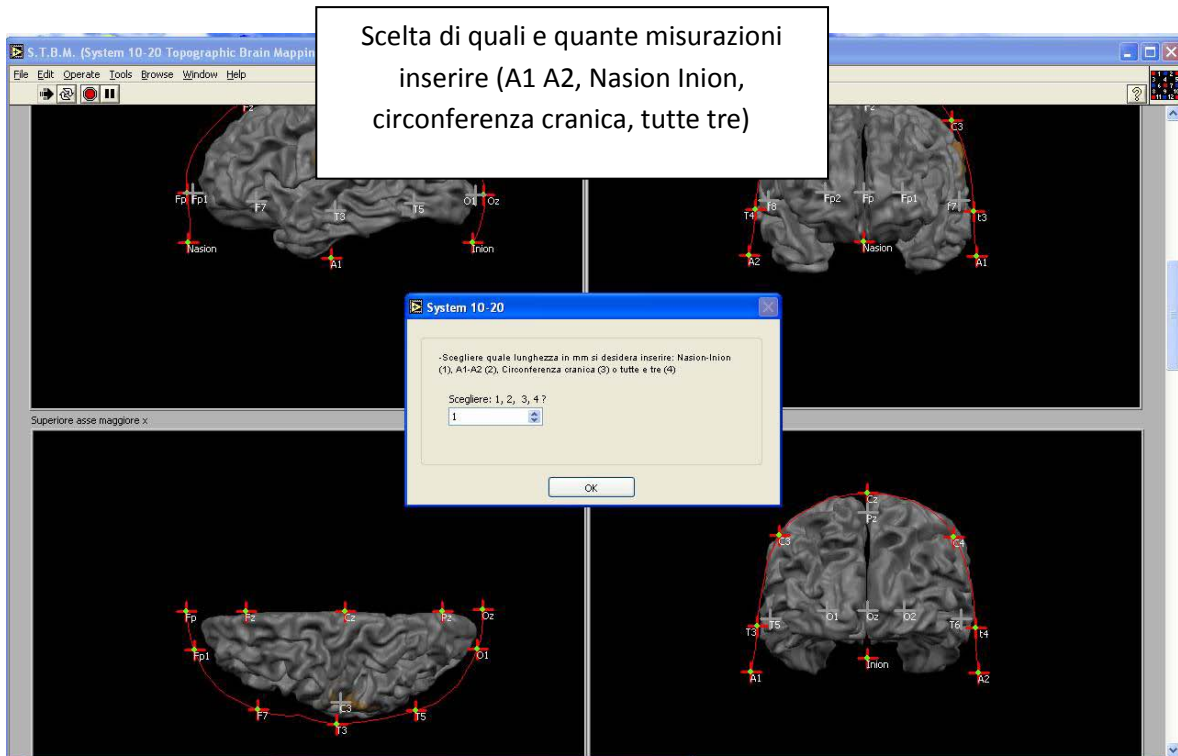 Scelta di quali e quante misurazioni
inserire (A1 A2, Nasion Inion,
circonferenza cranica, tutte tre)
S.T.B.M. (System 10-20 Topographic Brain Mappin
File Edit Operate Tools Browse Window Help
Fz
Fp Fp1
F7
T3
T5
O1 Oz
Nasion
A1
Inion
Fz
C3
T4
f8
Fp2
Fp
Fp1
f7
t3
A2
Nasion
A1
System 10-20
-Scegliere quale lunghezza in mm si desidera inserire: Nasion-Inion
(1), A1-A2 (2), Circonferenza cranica (3) o tutte e tre (4)
Scegliere: 1, 2, 3, 4 ?
1
OK
Superiore asse maggiore x
Fp
Fz
Cz
Pz
Oz
Fp1
O1
F7
C3
T3
T5
Cz
Pz
C3
C4
T3
T5
O1
Oz
O2
T6
t4
A1
Inion
A2